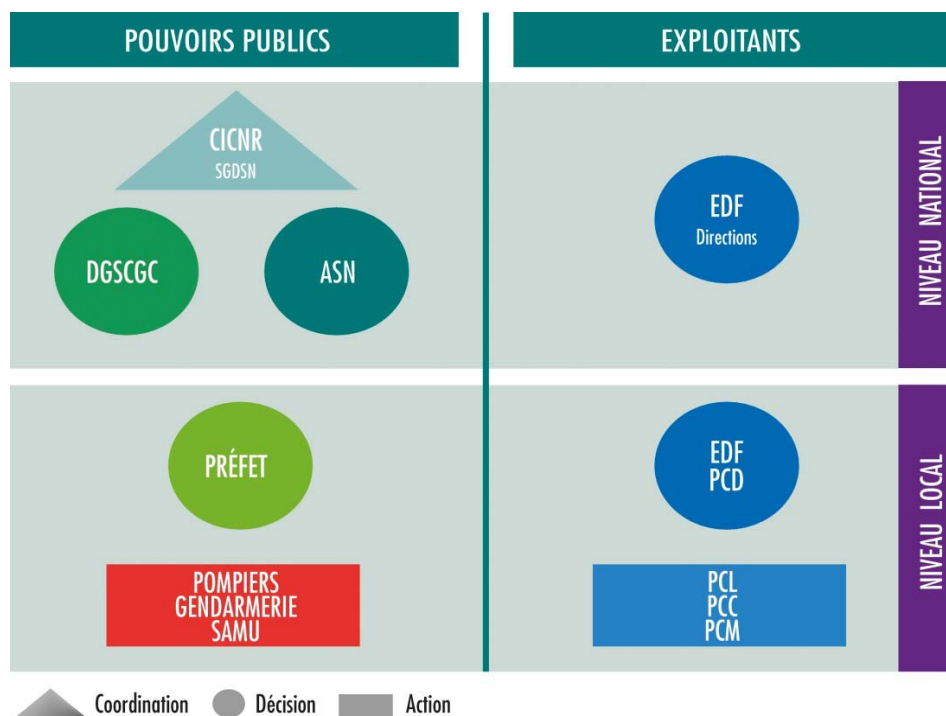 POUVOIRS PUBLICS
EXPLOITANTS
CICNR
SGDSN
DGSCGC
ASN
EDF
Directions
NIVEAU NATIONAL
PRÉFET
POMPIERS
GENDARMERIE
SAMU
EDF
PCD
PCL
PCC
PCM
NIVEAU LOCAL
Coordination
Décision
Action